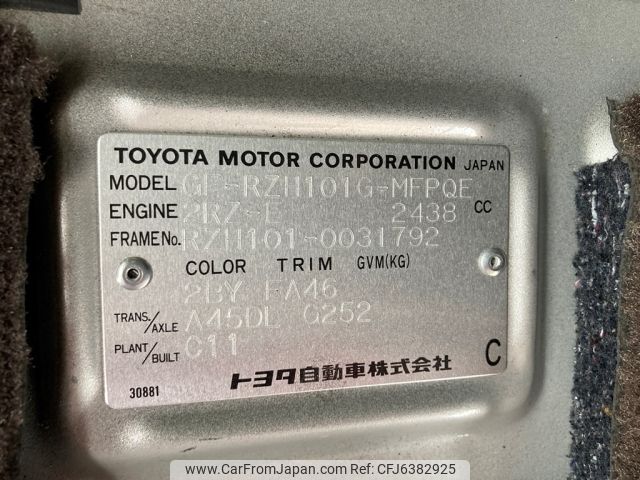 TOYOTA MOTOR CORPORATION JAPAN
MODEL GE-RZH101G-MFPQE
ENGINE 2RZ-E 2438 CC
FRAME No. RZH101-0031792
COLOR TRIM GVM(KG)
2BY FA46
TRANS./AXLE A45DL G252
PLANT/BUILT C11
トヨタ自動車株式会社 C
30881
www.CarFromJapan.com (C) CFJ6382925